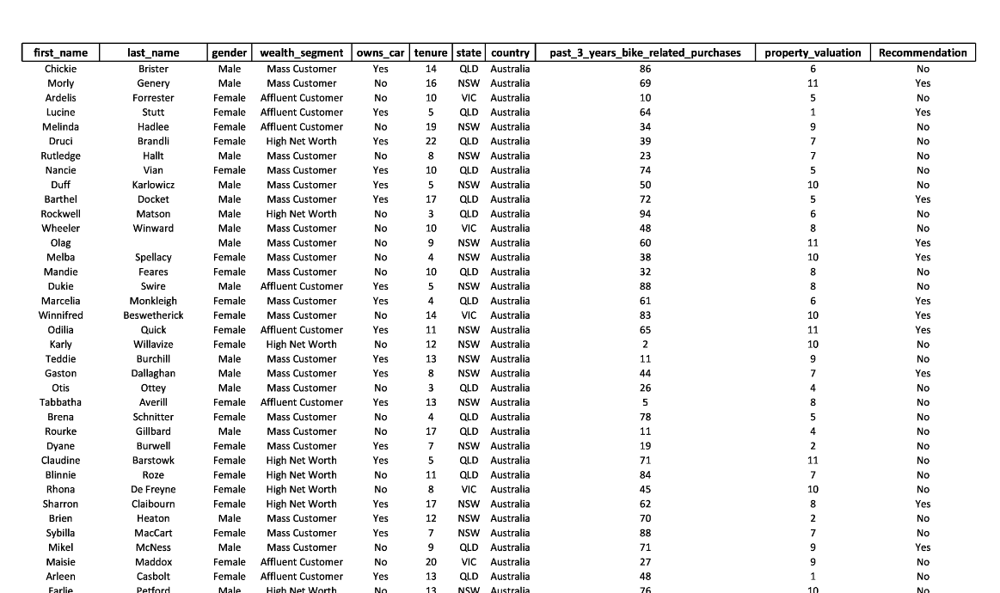 first_name last_name gender wealth_segment owns_car tenure state country past_3_years_bike_related_purchases property_valuation Recommendation
Chickie Brister Male Mass Customer Yes 14 QLD Australia 86 6 No
Morly Genery Male Mass Customer No 16 NSW Australia 69 11 Yes
Ardelis Forrester Female Affluent Customer No 10 VIC Australia 10 5 No
Lucine Stutt Female Affluent Customer Yes 5 QLD Australia 64 1 Yes
Melinda Hadlee Female Affluent Customer No 19 NSW Australia 34 9 No
Druci Brandli Female High Net Worth Yes 22 QLD Australia 39 7 No
Rutledge Hallt Male Mass Customer No 8 NSW Australia 23 7 No
Nancie Vian Female Mass Customer Yes 10 QLD Australia 74 5 No
Duff Karlowicz Male Mass Customer Yes 5 NSW Australia 50 10 No
Barthel Docket Male Mass Customer Yes 17 QLD Australia 72 5 Yes
Rockwell Matson Male High Net Worth No 3 QLD Australia 94 6 No
Wheeler Winward Male Mass Customer No 10 VIC Australia 48 8 No
Olag Male Mass Customer No 9 NSW Australia 60 11 Yes
Melba Spellacy Female Mass Customer No 4 NSW Australia 38 10 Yes
Mandie Feares Female Mass Customer No 10 QLD Australia 32 8 No
Dukie Swire Male Affluent Customer Yes 5 NSW Australia 88 8 No
Marcelia Monkleigh Female Mass Customer Yes 4 QLD Australia 61 6 Yes
Winnifred Beswetherick Female Mass Customer No 14 VIC Australia 83 10 Yes
Odilia Quick Female Affluent Customer Yes 11 NSW Australia 65 11 Yes
Karly Willavize Female High Net Worth No 12 NSW Australia 2 10 No
Teddie Burchill Male Mass Customer Yes 13 NSW Australia 11 9 No
Gaston Dallaghan Male Mass Customer Yes 8 NSW Australia 44 7 Yes
Otis Ottey Male Mass Customer No 3 QLD Australia 26 4 No
Tabbatha Averill Female Affluent Customer Yes 13 NSW Australia 5 8 No
Brena Schnitter Female Mass Customer No 4 QLD Australia 78 5 No
Rourke Gillbard Male Mass Customer No 17 QLD Australia 11 4 No
Dyane Burwell Female Mass Customer Yes 7 NSW Australia 19 2 No
Claudine Barstowk Female High Net Worth Yes 5 QLD Australia 71 11 No
Blinnie Roze Female High Net Worth No 11 QLD Australia 84 7 No
Rhona De Freyne Female High Net Worth No 8 VIC Australia 45 10 No
Sharron Claibourn Female High Net Worth Yes 17 NSW Australia 62 8 Yes
Brien Heaton Male Mass Customer Yes 12 NSW Australia 70 2 No
Sybilla MacCart Female Mass Customer Yes 7 NSW Australia 88 7 No
Mikel McNess Male Mass Customer No 9 QLD Australia 71 9 Yes
Maisie Maddox Female Affluent Customer No 20 VIC Australia 27 9 No
Arleen Casbolt Female Affluent Customer Yes 13 QLD Australia 48 1 No
Petford Male High Net Worth No 13 NSW Australia 76 10 No